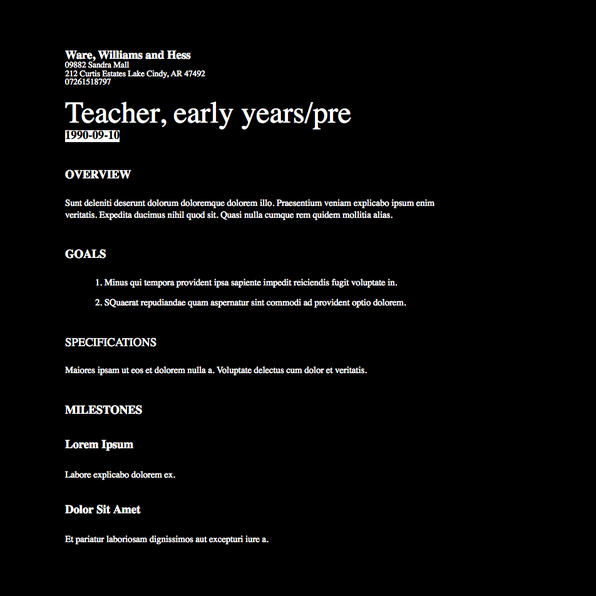 Ware, Williams and Hess
09882 Sandra Mall
212 Curtis Estates Lake Cindy, AR 47492
07261518797
Teacher, early years/pre
1990-09-10
OVERVIEW
Sunt deleniti deserunt dolorum doloremque dolorem illo. Praesentium veniam explicabo ipsum enim
veritatis. Expedita ducimus nihil quod sit. Quasi nulla cumque rem quidem mollitia alias.
GOALS
1. Minus qui tempora provident ipsa sapiente impedit reiciendis fugit voluptate in.
2. SQuaerat repudiandae quam aspernatur sint commodi ad provident optio dolorem.
SPECIFICATIONS
Maiores ipsam ut eos et dolorem nulla a. Voluptate delectus cum dolor et veritatis.
MILESTONES
Lorem Ipsum
Labore explicabo dolorem ex.
Dolor Sit Amet
Et pariatur laboriosam dignissimos aut excepturi iure a.